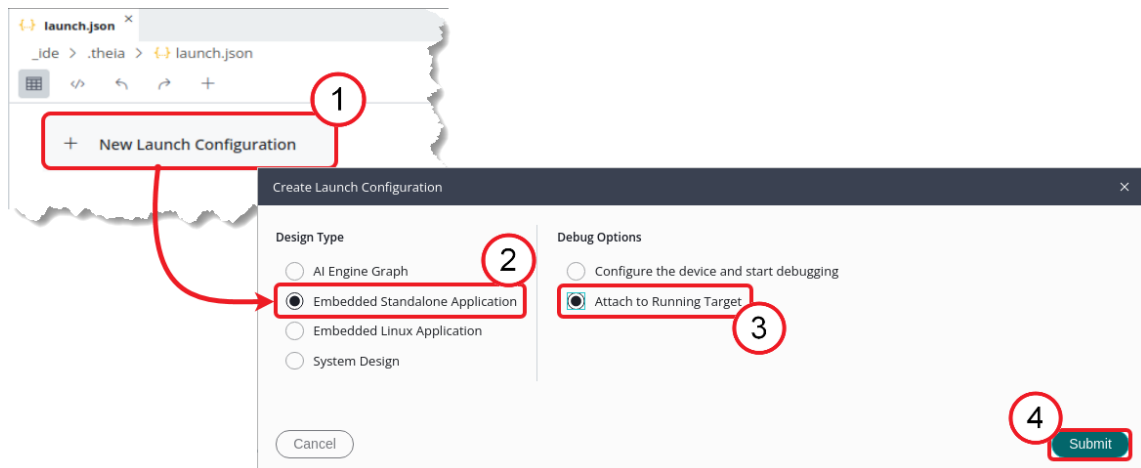 launch.json ×
_ide > .theia > launch.json
1
+ New Launch Configuration
Create Launch Configuration ×
Design Type
2
AI Engine Graph
Embedded Standalone Application
Embedded Linux Application
System Design
Debug Options
Configure the device and start debugging
Attach to Running Target
3
4
Cancel
Submit